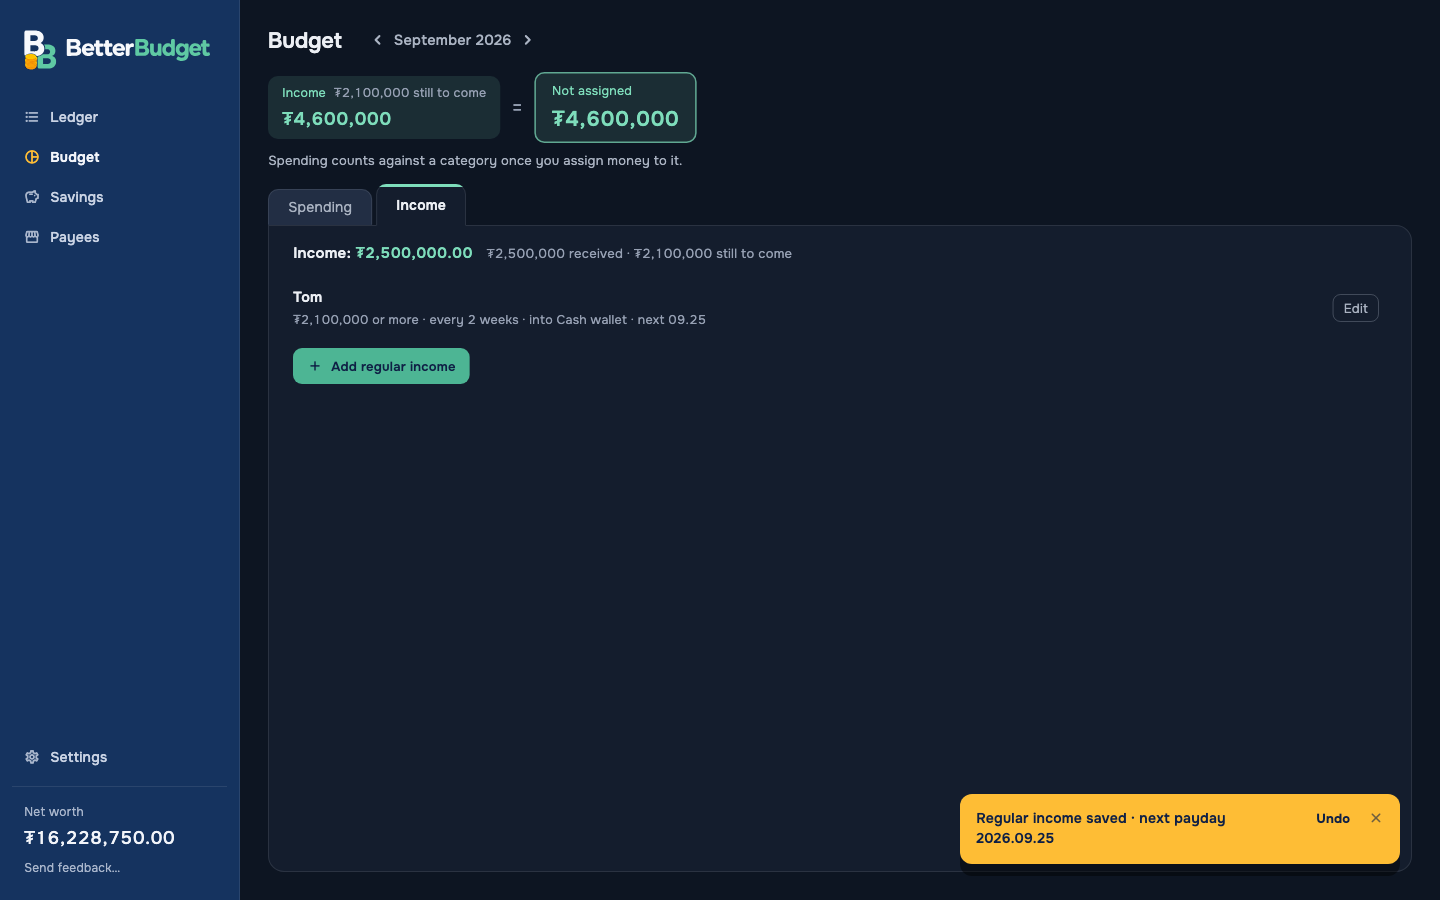 BetterBudget
Ledger
Budget
Savings
Payees
Settings
Net worth
₮16,228,750.00
Send feedback...
Budget
September 2026
Income ₮2,100,000 still to come
₮4,600,000
=
Not assigned
₮4,600,000
Spending counts against a category once you assign money to it.
Spending
Income
Income: ₮2,500,000.00 ₮2,500,000 received · ₮2,100,000 still to come
Tom
₮2,100,000 or more · every 2 weeks · into Cash wallet · next 09.25
Edit
+ Add regular income
Regular income saved · next payday
2026.09.25
Undo